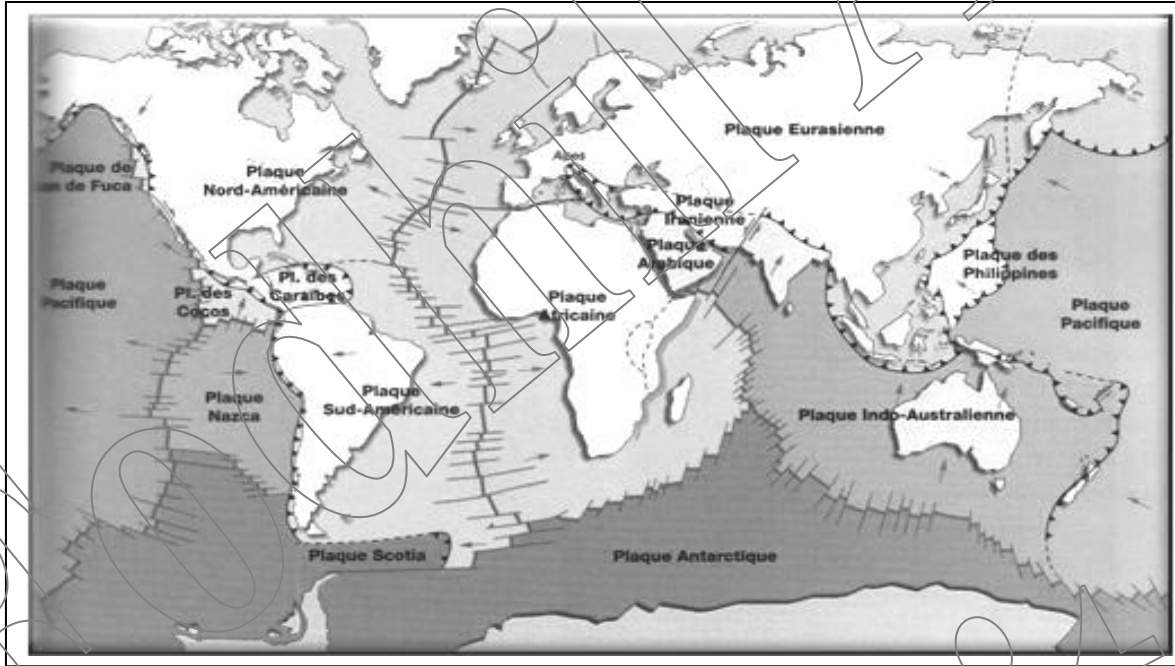 Plaque Eurasienne
Alpes
Plaque de
an de Fuca
Plaque
Nord-Américaine
Plaque
Iranienne
Plaque
Arabique
Plaque des
Philippines
Plaque
Pacifique
Pl. des
Cocos
Pl. des
Caraïbes
Plaque
Africaine
Plaque
Pacifique
Plaque
Nazca
Plaque
Sud-Américaine
Plaque Indo-Australienne
Plaque Scotia
Plaque Antarctique